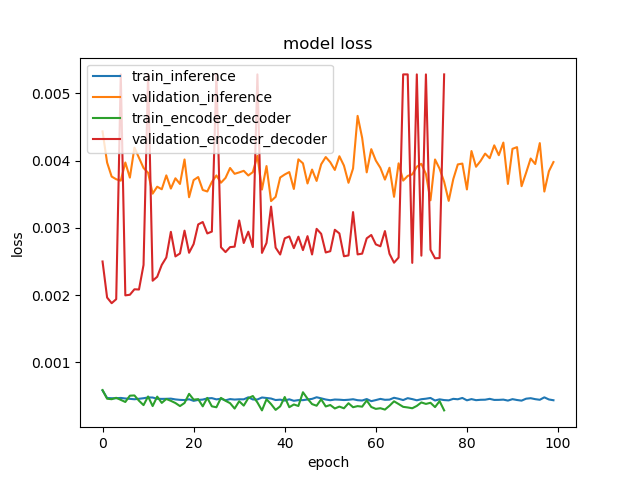 model loss
train_inference
validation_inference
train_encoder_decoder
validation_encoder_decoder
0.005
0.004
0.003
0.002
0.001
loss
0 20 40 60 80 100
epoch